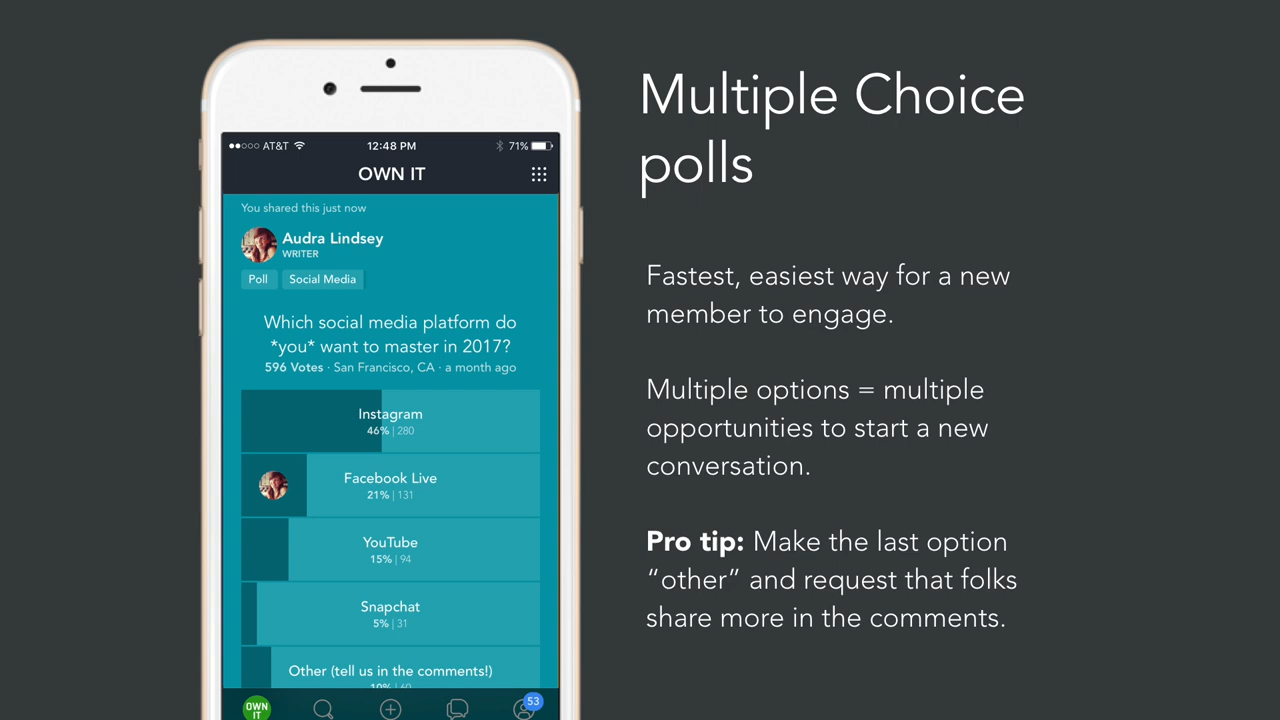 Multiple Choice
polls
AT&T 12:48 PM 71%
OWN IT
You shared this just now
Audra Lindsey
WRITER
Poll Social Media
Which social media platform do
*you* want to master in 2017?
596 Votes · San Francisco, CA · a month ago
Instagram
46% | 280
Facebook Live
21% | 131
YouTube
15% | 94
Snapchat
5% | 31
Other (tell us in the comments!)
10% | 60
53
OWN
IT
Fastest, easiest way for a new
member to engage.
Multiple options = multiple
opportunities to start a new
conversation.
Pro tip: Make the last option
“other” and request that folks
share more in the comments.